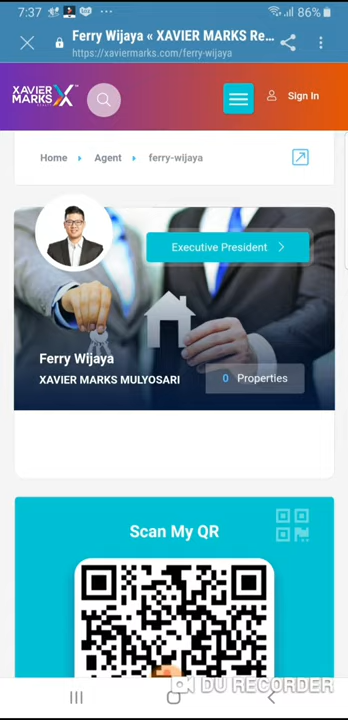 7:37
86%
Ferry Wijaya « XAVIER MARKS Re...
https://xaviermarks.com/ferry-wijaya
XAVIER
MARKS X
Sign In
Home
Agent
ferry-wijaya
Executive President
Ferry Wijaya
XAVIER MARKS MULYOSARI
0 Properties
Scan My QR
DU RECORDER